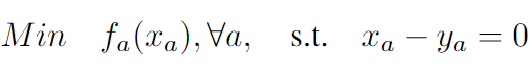 Min f_a(x_a), ∀a, s.t. x_a − y_a = 0